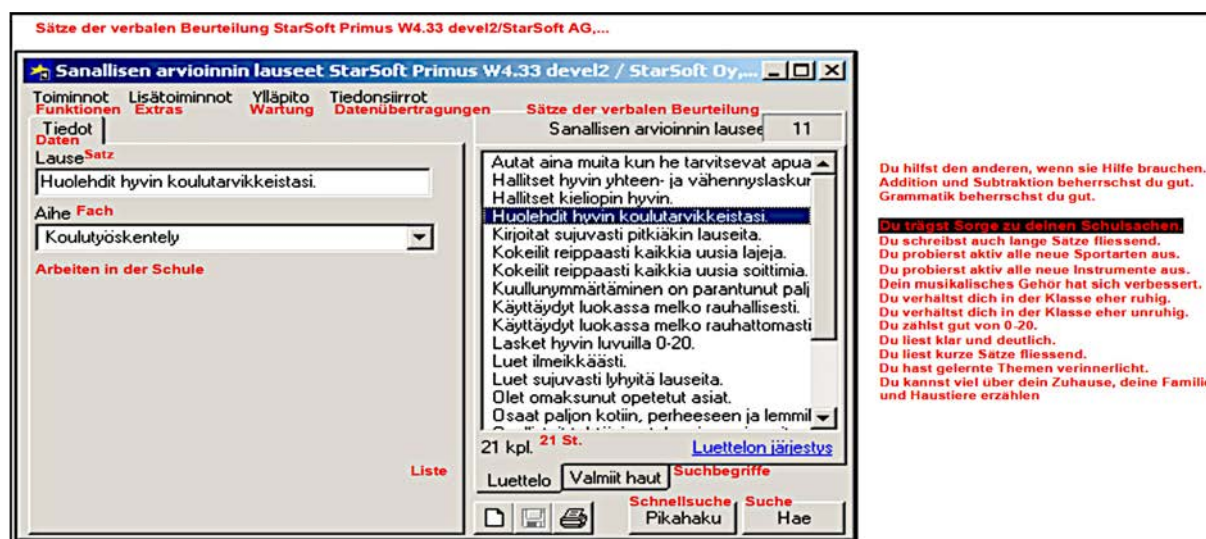 Sätze der verbalen Beurteilung StarSoft Primus W4.33 devel2/StarSoft AG,...
Sanallisen arvioinnin lauseet StarSoft Primus W4.33 devel2 / StarSoft Oy,...
Toiminnot Lisätoiminnot Ylläpito Tiedonsiirrot
Funktionen Extras Wartung Datenübertragungen Sätze der verbalen Beurteilung
Tiedot
Daten
Lause Satz
Huolehdit hyvin koulutarvikkeistasi.
Aihe Fach
Koulutyöskentely
Arbeiten in der Schule
Sanallisen arvioinnin lausee 11
Autat aina muita kun he tarvitsevat apua
Hallitset hyvin yhteen- ja vähennyslaskur
Hallitset kieliopin hyvin.
Huolehdit hyvin koulutarvikkeistasi.
Kirjoitat sujuvasti pitkiäkin lauseita.
Kokeilit reippaasti kaikkia uusia lajeja.
Kokeilit reippaasti kaikkia uusia soittimia.
Kuullunymmärtäminen on parantunut palj
Käyttäydyt luokassa melko rauhallisesti.
Käyttäydyt luokassa melko rauhattomasti
Lasket hyvin luvuilla 0-20.
Luet ilmeikkäästi.
Luet sujuvasti lyhyitä lauseita.
Olet omaksunut opetetut asiat.
Osaat paljon kotiin, perheeseen ja lemmil
21 kpl. 21 St. Luettelon järjestys
Liste
Luettelo Valmiit haut Suchbegriffe
Schnellsuche Suche
Pikahaku Hae
Du hilfst den anderen, wenn sie Hilfe brauchen.
Addition und Subtraktion beherrschst du gut.
Grammatik beherrschst du gut.
Du trägst Sorge zu deinen Schulsachen.
Du schreibst auch lange Sätze fliessend.
Du probierst aktiv alle neue Sportarten aus.
Du probierst aktiv alle neue Instrumente aus.
Dein musikalisches Gehör hat sich verbessert.
Du verhältst dich in der Klasse eher ruhig.
Du verhältst dich in der Klasse eher unruhig.
Du zählst gut von 0-20.
Du liest klar und deutlich.
Du liest kurze Sätze fliessend.
Du hast gelernte Themen verinnerlicht.
Du kannst viel über dein Zuhause, deine Familie
und Haustiere erzählen